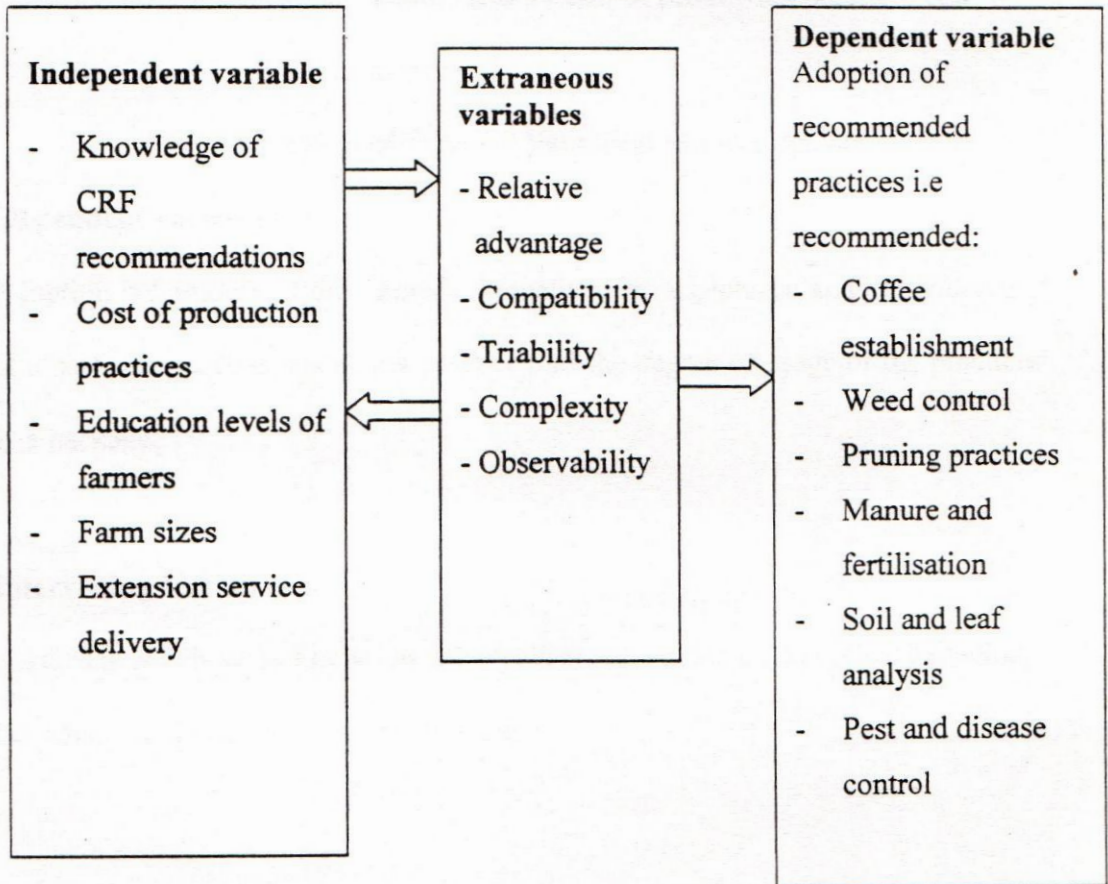 Independent variable
- Knowledge of
CRF
recommendations
- Cost of production
practices
- Education levels of
farmers
- Farm sizes
- Extension service
delivery
Extraneous
variables
- Relative
advantage
- Compatibility
- Triability
- Complexity
- Observability
Dependent variable
Adoption of
recommended
practices i.e
recommended:
- Coffee
establishment
- Weed control
- Pruning practices
- Manure and
fertilisation
- Soil and leaf
analysis
- Pest and disease
control